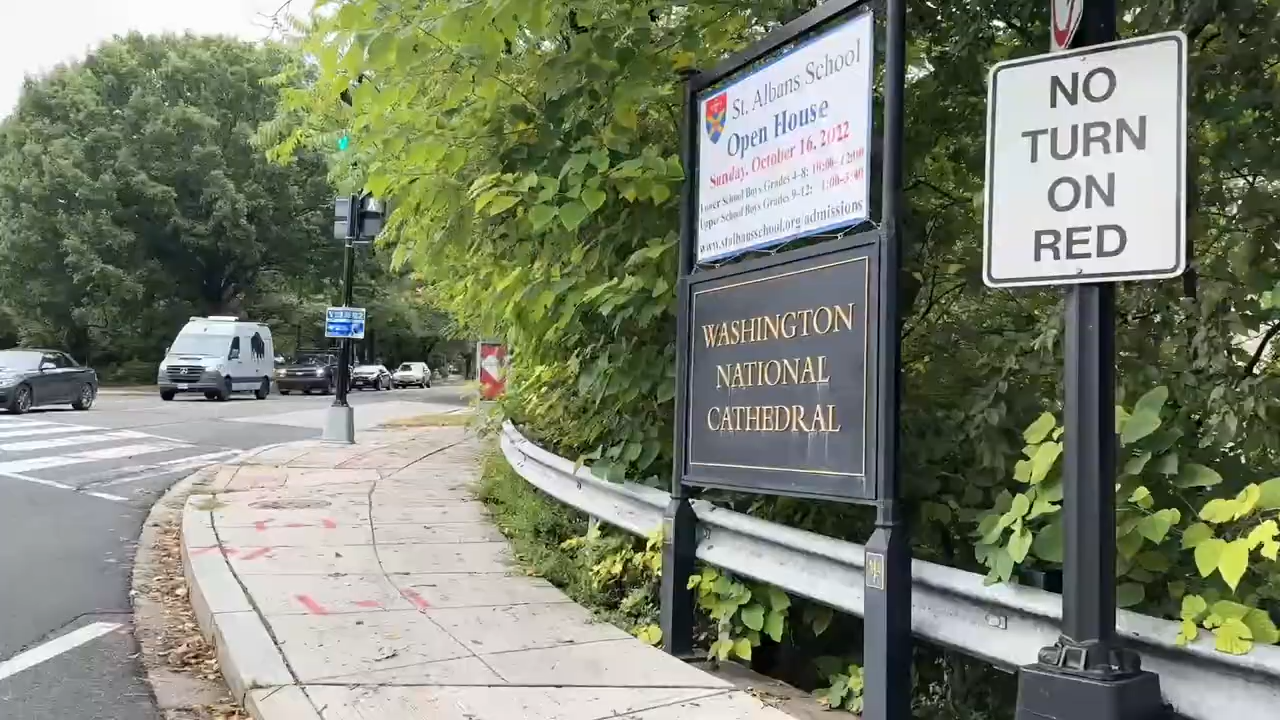 St. Albans School
Open House
Sunday, October 16, 2022
Lower School Boys Grades 4-8: 10:00-12:00
Upper School Boys Grades 9-12: 1:00-3:00
www.stalbansschool.org/admissions
WASHINGTON
NATIONAL
CATHEDRAL
NO
TURN
ON
RED